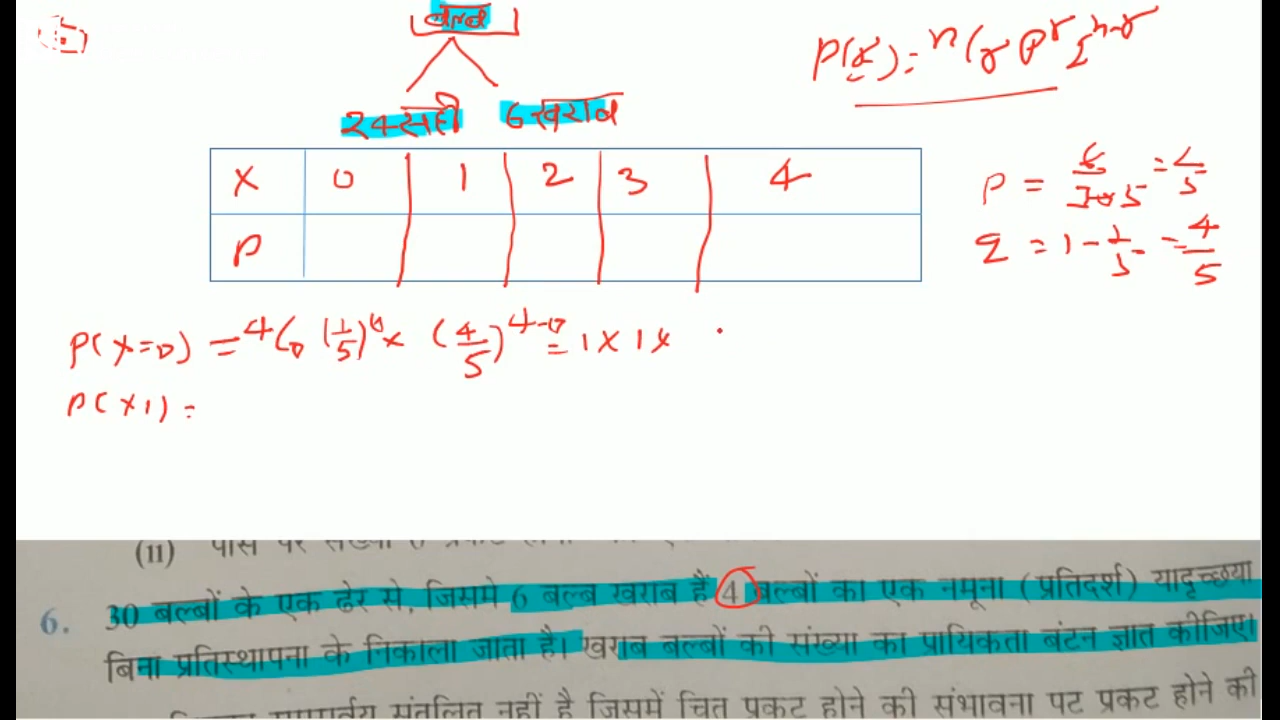 6)
बल्ब
P(r) = ⁿCr Pʳ qⁿ⁻ʳ
24 सही 6 खराब
X 0 1 2 3 4
P
P = 6/30 5 = 1/5
q = 1 - 1/5 = 4/5
P(X=0) = ⁴C₀ (1/5)⁰ × (4/5)⁴⁻⁰ = 1 × 1 ×
P(X1) =
(ii)
6. 30 बल्बों के एक ढेर से, जिसमे 6 बल्ब खराब है 4 बल्बों का एक नमूना (प्रतिदर्श) यादृच्छया
बिना प्रतिस्थापना के निकाला जाता है। खराब बल्बों की संख्या का प्रायिकता बंटन ज्ञात कीजिए।
संतुलित नहीं है जिसमें चित प्रकट होने की संभावना पट प्रकट होने की